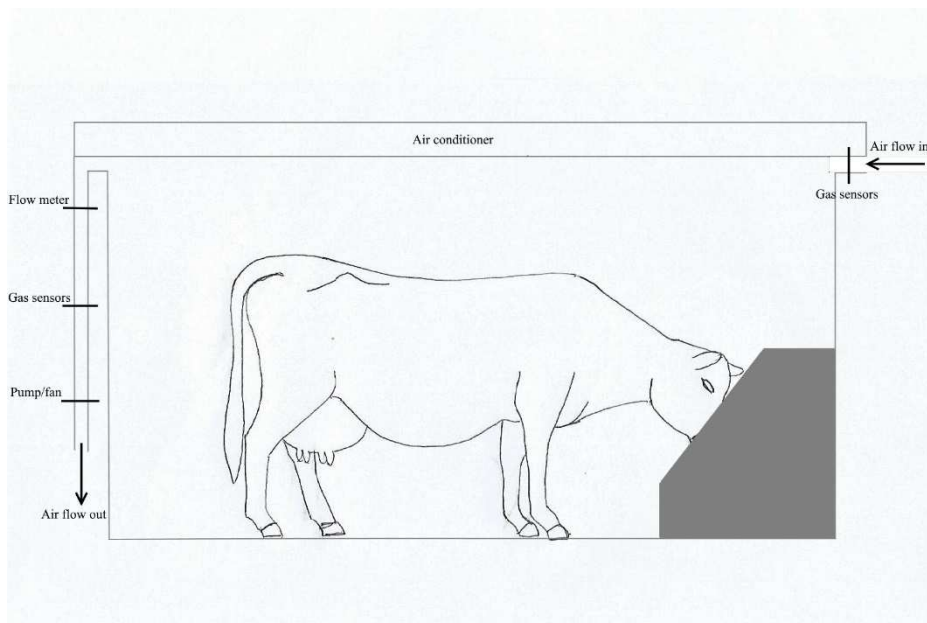 Air conditioner
Air flow in
Gas sensors
Flow meter
Gas sensors
Pump/fan
Air flow out